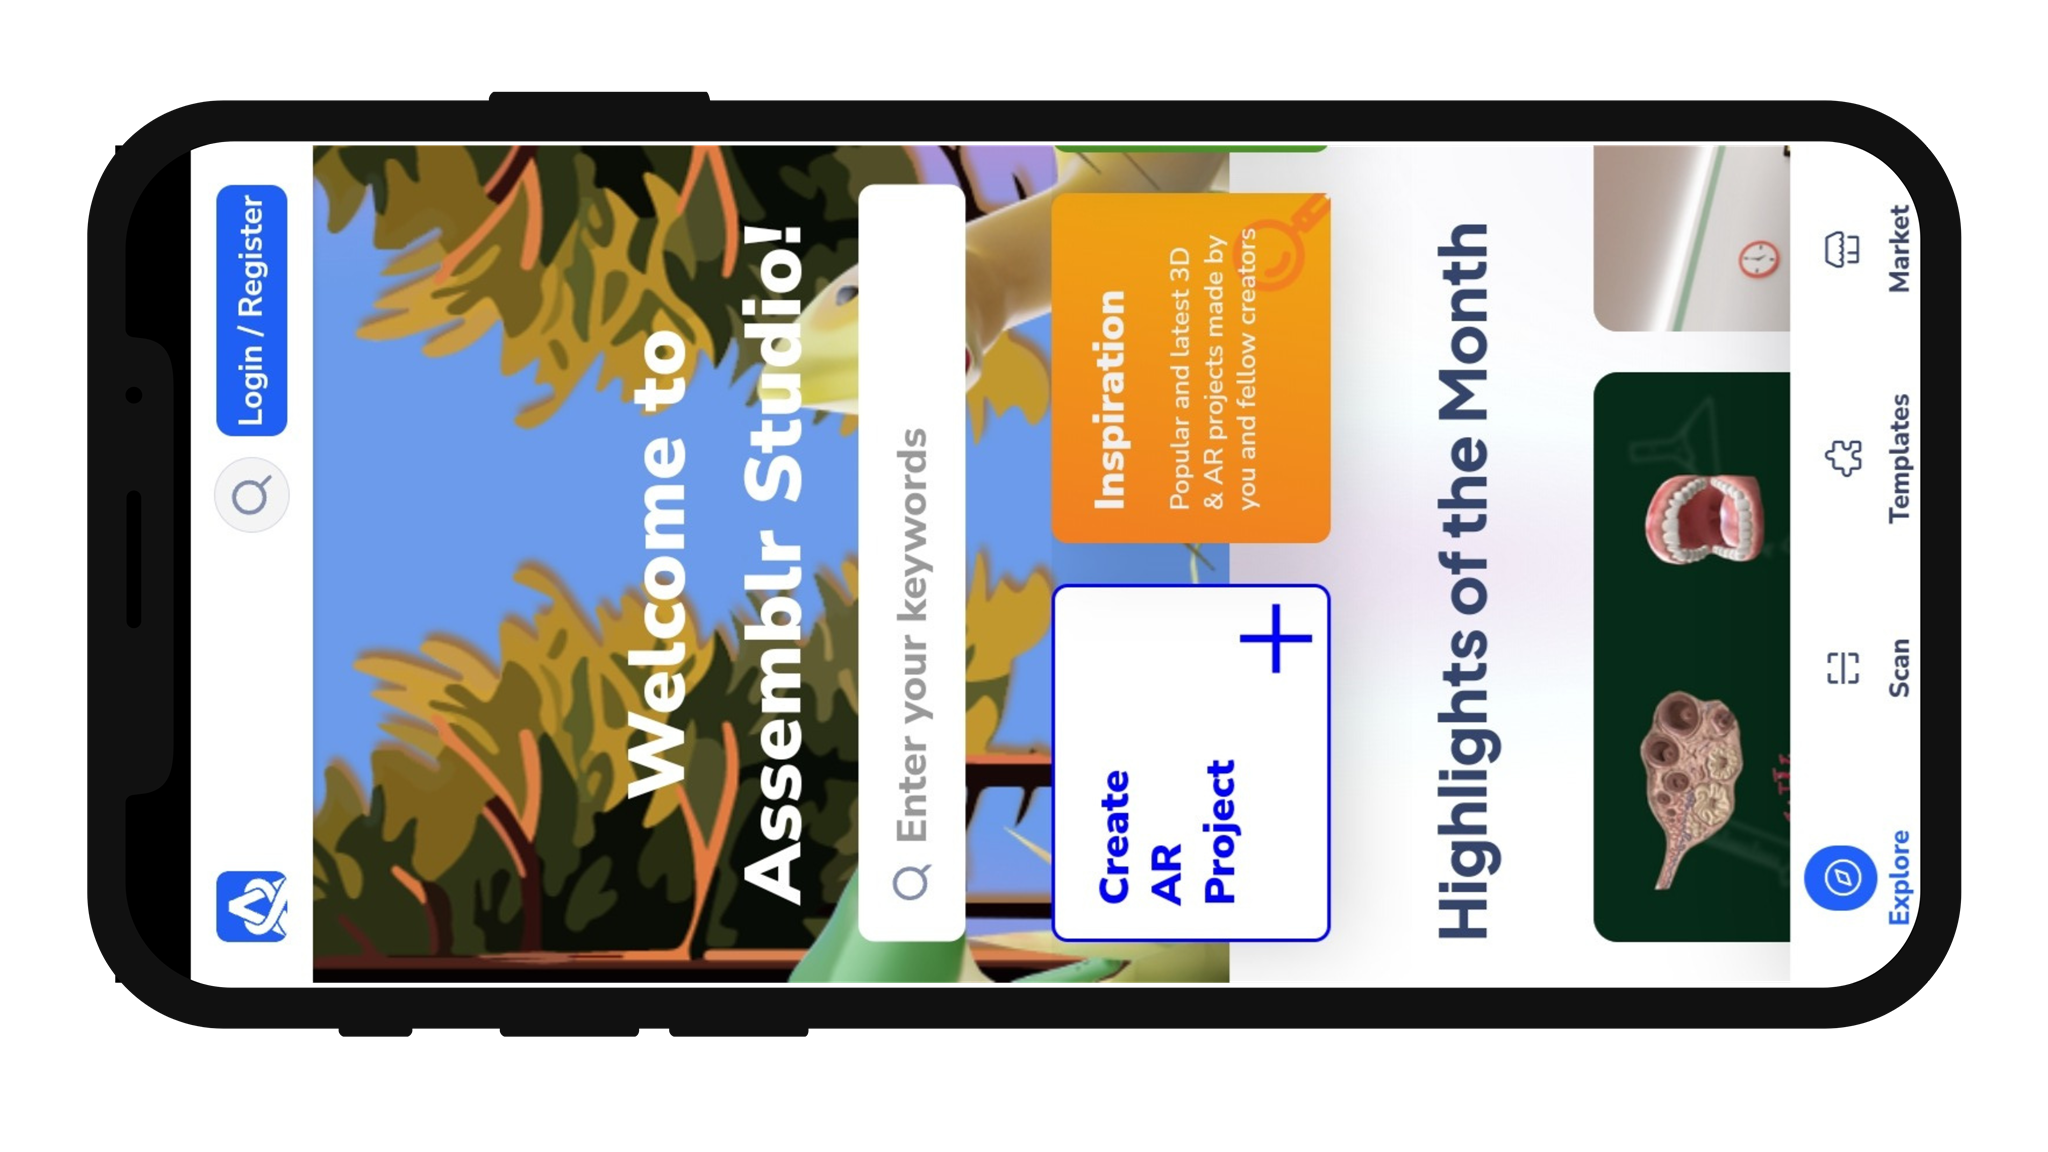 Login / Register
Welcome to
Assemblr Studio!
Enter your keywords
Create
AR
Project
Inspiration
Popular and latest 3D
& AR projects made by
you and fellow creators
Highlights of the Month
Explore
Scan
Templates
Market